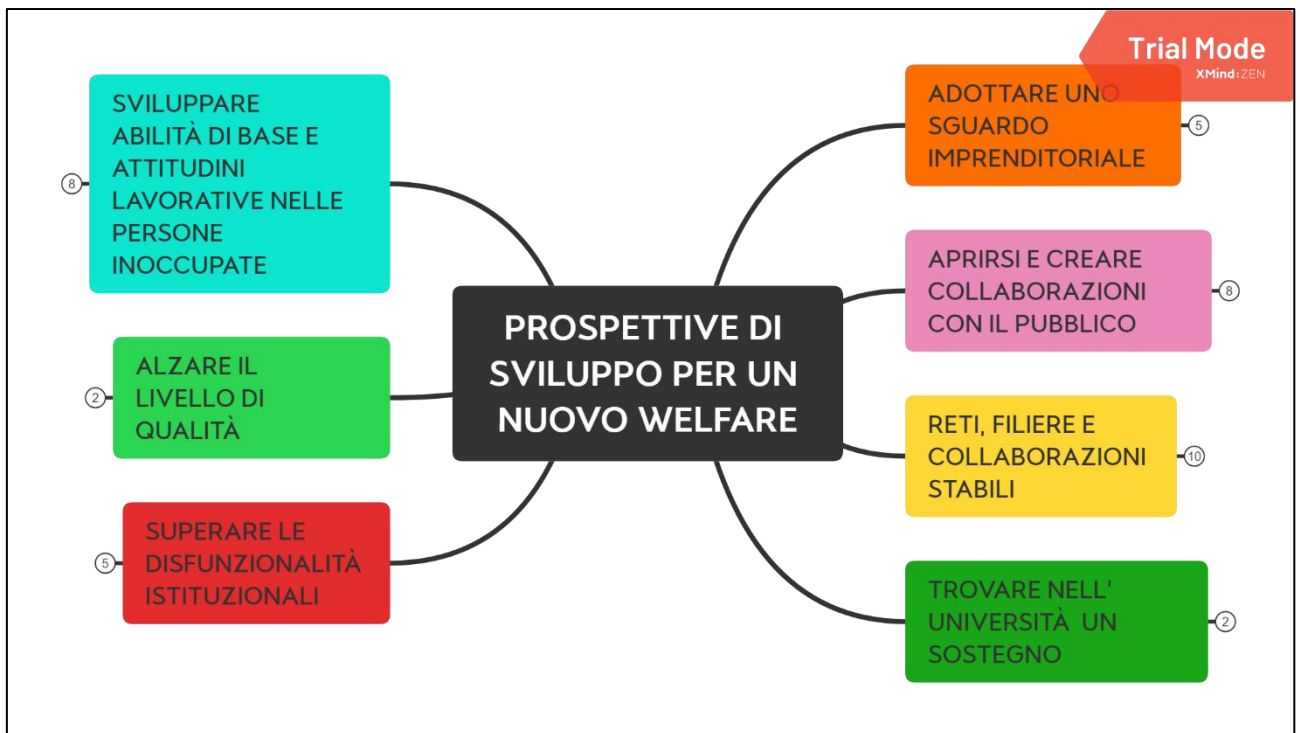 Trial Mode
XMind:ZEN
PROSPETTIVE DI
SVILUPPO PER UN
NUOVO WELFARE
ADOTTARE UNO
SGUARDO
IMPRENDITORIALE
5
APRIRSI E CREARE
COLLABORAZIONI
CON IL PUBBLICO
8
RETI, FILIERE E
COLLABORAZIONI
STABILI
10
TROVARE NELL'
UNIVERSITÀ  UN
SOSTEGNO
2
SVILUPPARE
ABILITÀ DI BASE E
ATTITUDINI
LAVORATIVE NELLE
PERSONE
INOCCUPATE
8
ALZARE IL
LIVELLO DI
QUALITÀ
2
SUPERARE LE
DISFUNZIONALITÀ
ISTITUZIONALI
5